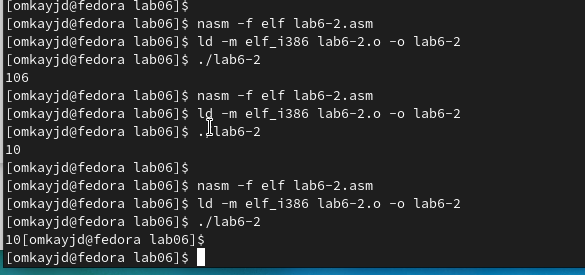 [omkayjd@fedora lab06]$
[omkayjd@fedora lab06]$ nasm -f elf lab6-2.asm
[omkayjd@fedora lab06]$ ld -m elf_i386 lab6-2.o -o lab6-2
[omkayjd@fedora lab06]$ ./lab6-2
106
[omkayjd@fedora lab06]$ nasm -f elf lab6-2.asm
[omkayjd@fedora lab06]$ ld -m elf_i386 lab6-2.o -o lab6-2
[omkayjd@fedora lab06]$ ./lab6-2
10
[omkayjd@fedora lab06]$
[omkayjd@fedora lab06]$ nasm -f elf lab6-2.asm
[omkayjd@fedora lab06]$ ld -m elf_i386 lab6-2.o -o lab6-2
[omkayjd@fedora lab06]$ ./lab6-2
10[omkayjd@fedora lab06]$
[omkayjd@fedora lab06]$